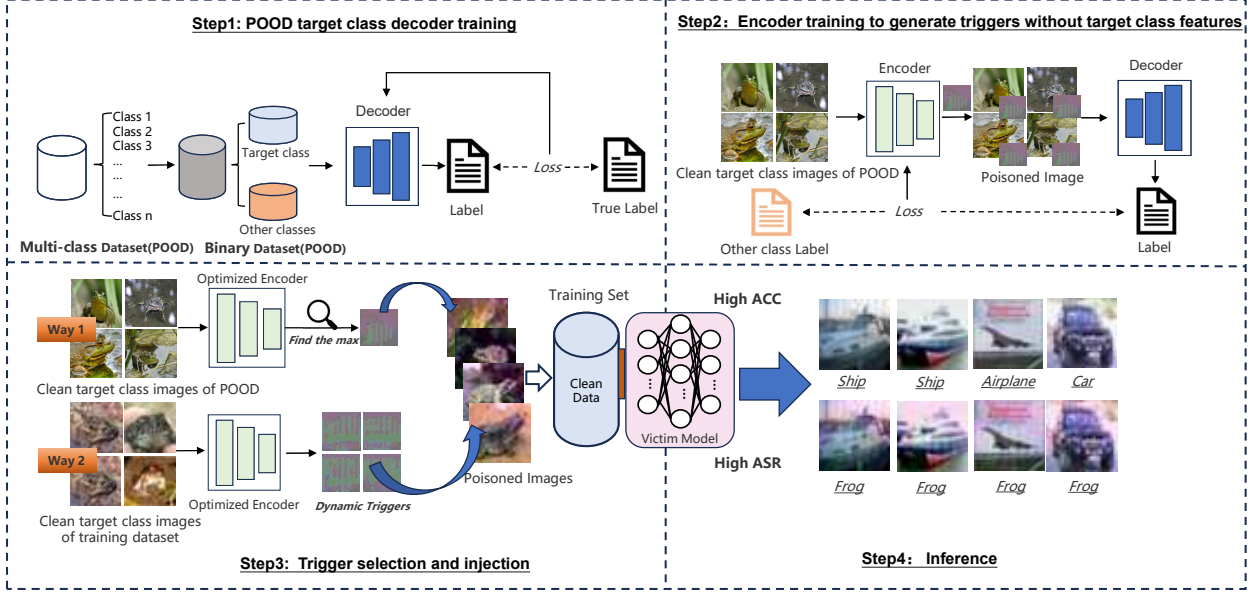 Step1: POOD target class decoder training
Class 1
Class 2
Class 3
...
...
...
Class n
Target class
Other classes
Decoder
Label
Loss
True Label
Multi-class Dataset(POOD)
Binary Dataset(POOD)
Step2: Encoder training to generate triggers without target class features
Encoder
Decoder
Clean target class images of POOD
Poisoned Image
Loss
Other class Label
Label
Optimized Encoder
Way 1
Find the max
Clean target class images of POOD
Way 2
Optimized Encoder
Dynamic Triggers
Clean target class images
of training dataset
Poisoned Images
Training Set
Clean
Data
Victim Model
Step3: Trigger selection and injection
High ACC
High ASR
Ship
Ship
Airplane
Car
Frog
Frog
Frog
Frog
Step4: Inference